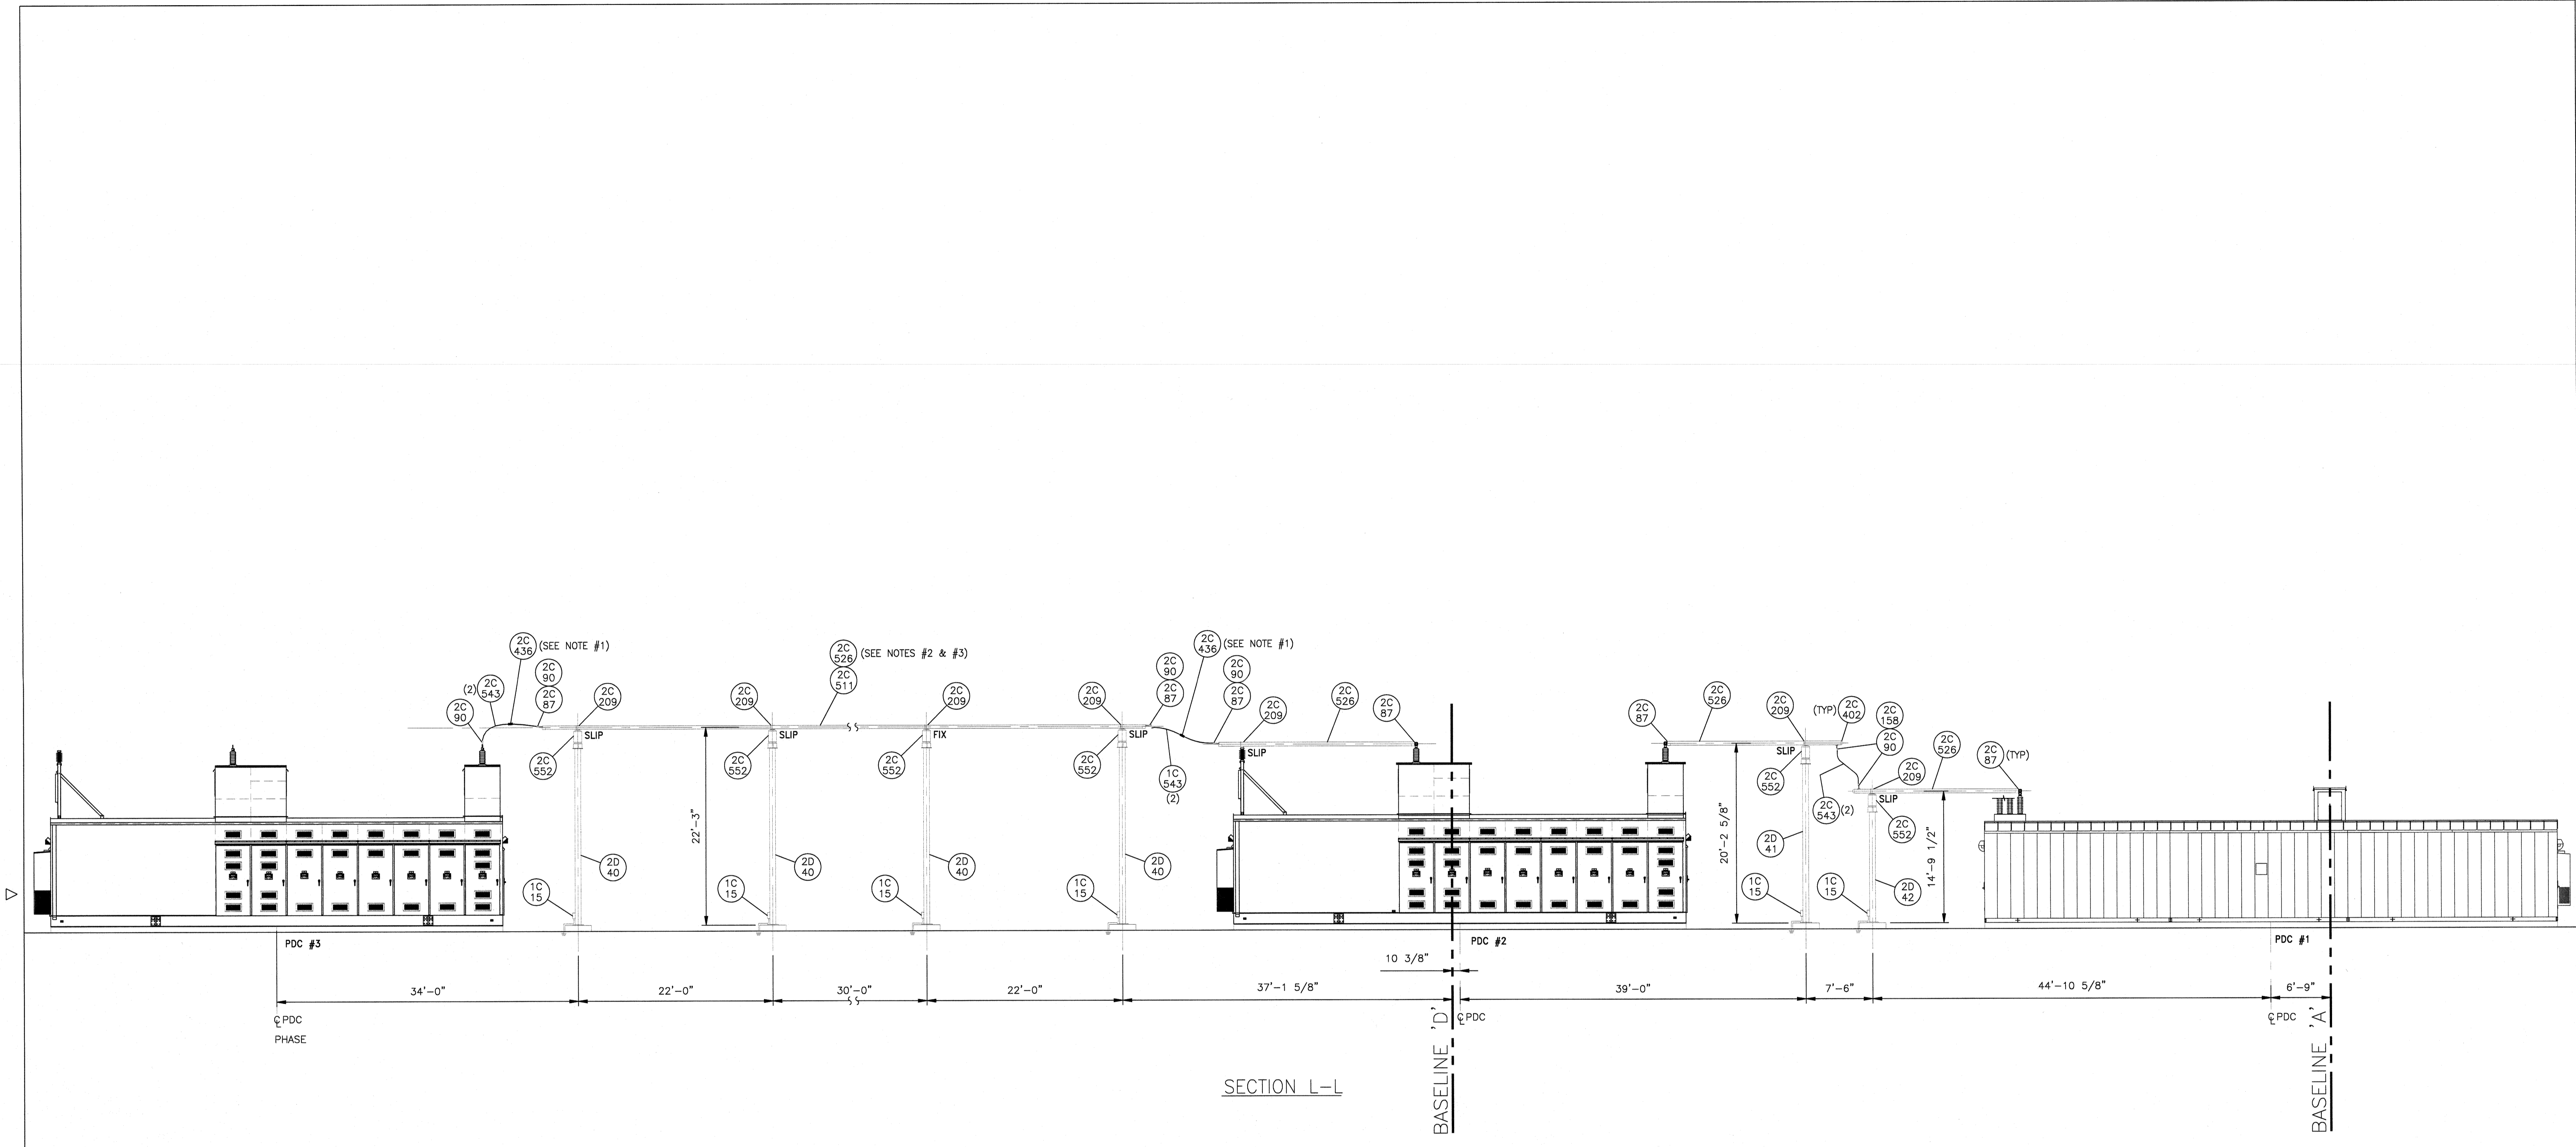 2C
436
(SEE NOTE #1)
2C
90
2C
87
(2)
2C
543
2C
90
2C
209
SLIP
2C
552
2D
40
1C
15
2C
526
(SEE NOTES #2 & #3)
2C
511
2C
209
SLIP
2C
552
22'-3"
2D
40
1C
15
2C
209
FIX
2C
552
2D
40
1C
15
2C
209
SLIP
2C
552
2D
40
1C
15
2C
90
2C
87
2C
436
(SEE NOTE #1)
2C
90
2C
87
1C
543
(2)
2C
209
SLIP
2C
526
2C
87
2C
87
2C
526
2C
209
SLIP
2C
552
(TYP)
2C
402
2C
158
2C
90
2C
543
(2)
2C
209
SLIP
2C
552
2C
526
2C
87
(TYP)
20'-2 5/8"
2D
41
14'-9 1/2"
2D
42
1C
15
1C
15
PDC #3
PDC #2
PDC #1
10 3/8"
34'-0"
22'-0"
30'-0"
22'-0"
37'-1 5/8"
39'-0"
7'-6"
44'-10 5/8"
6'-9"
℄ PDC
PHASE
℄ PDC
℄ PDC
BASELINE 'D'
BASELINE 'A'
SECTION L-L